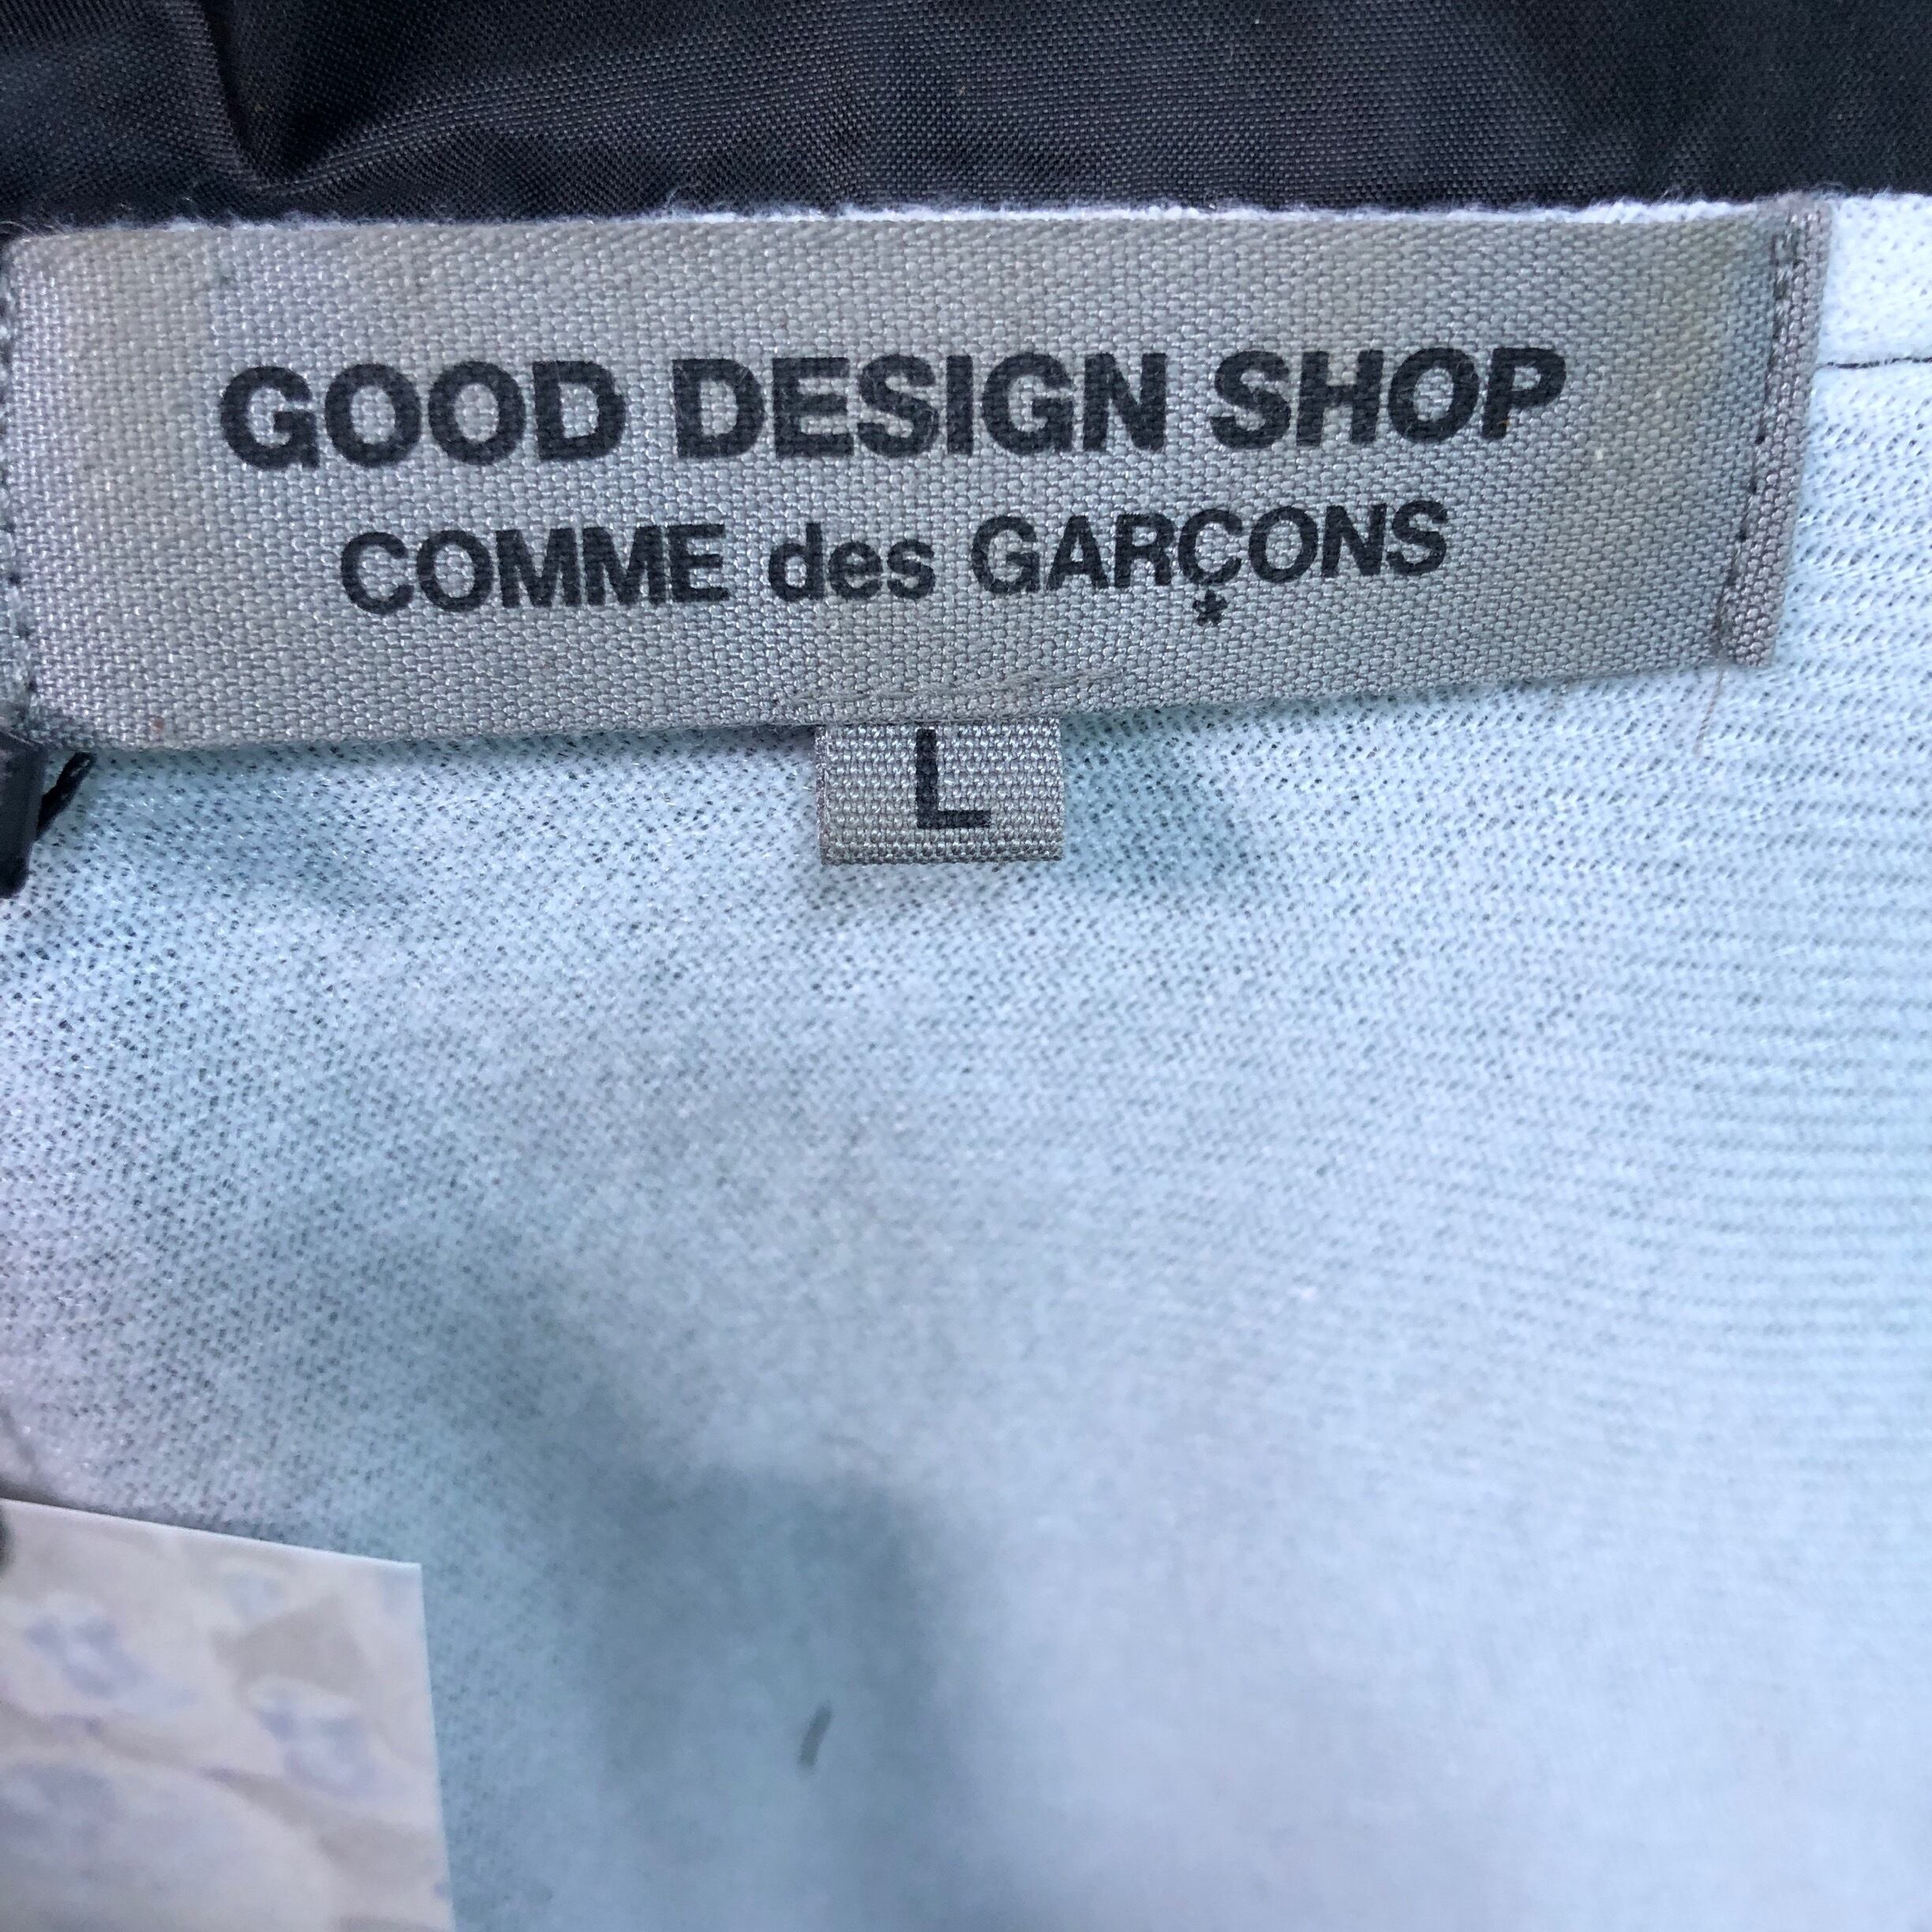 GOOD DESIGN SHOP
COMME des GARÇONS
*
L